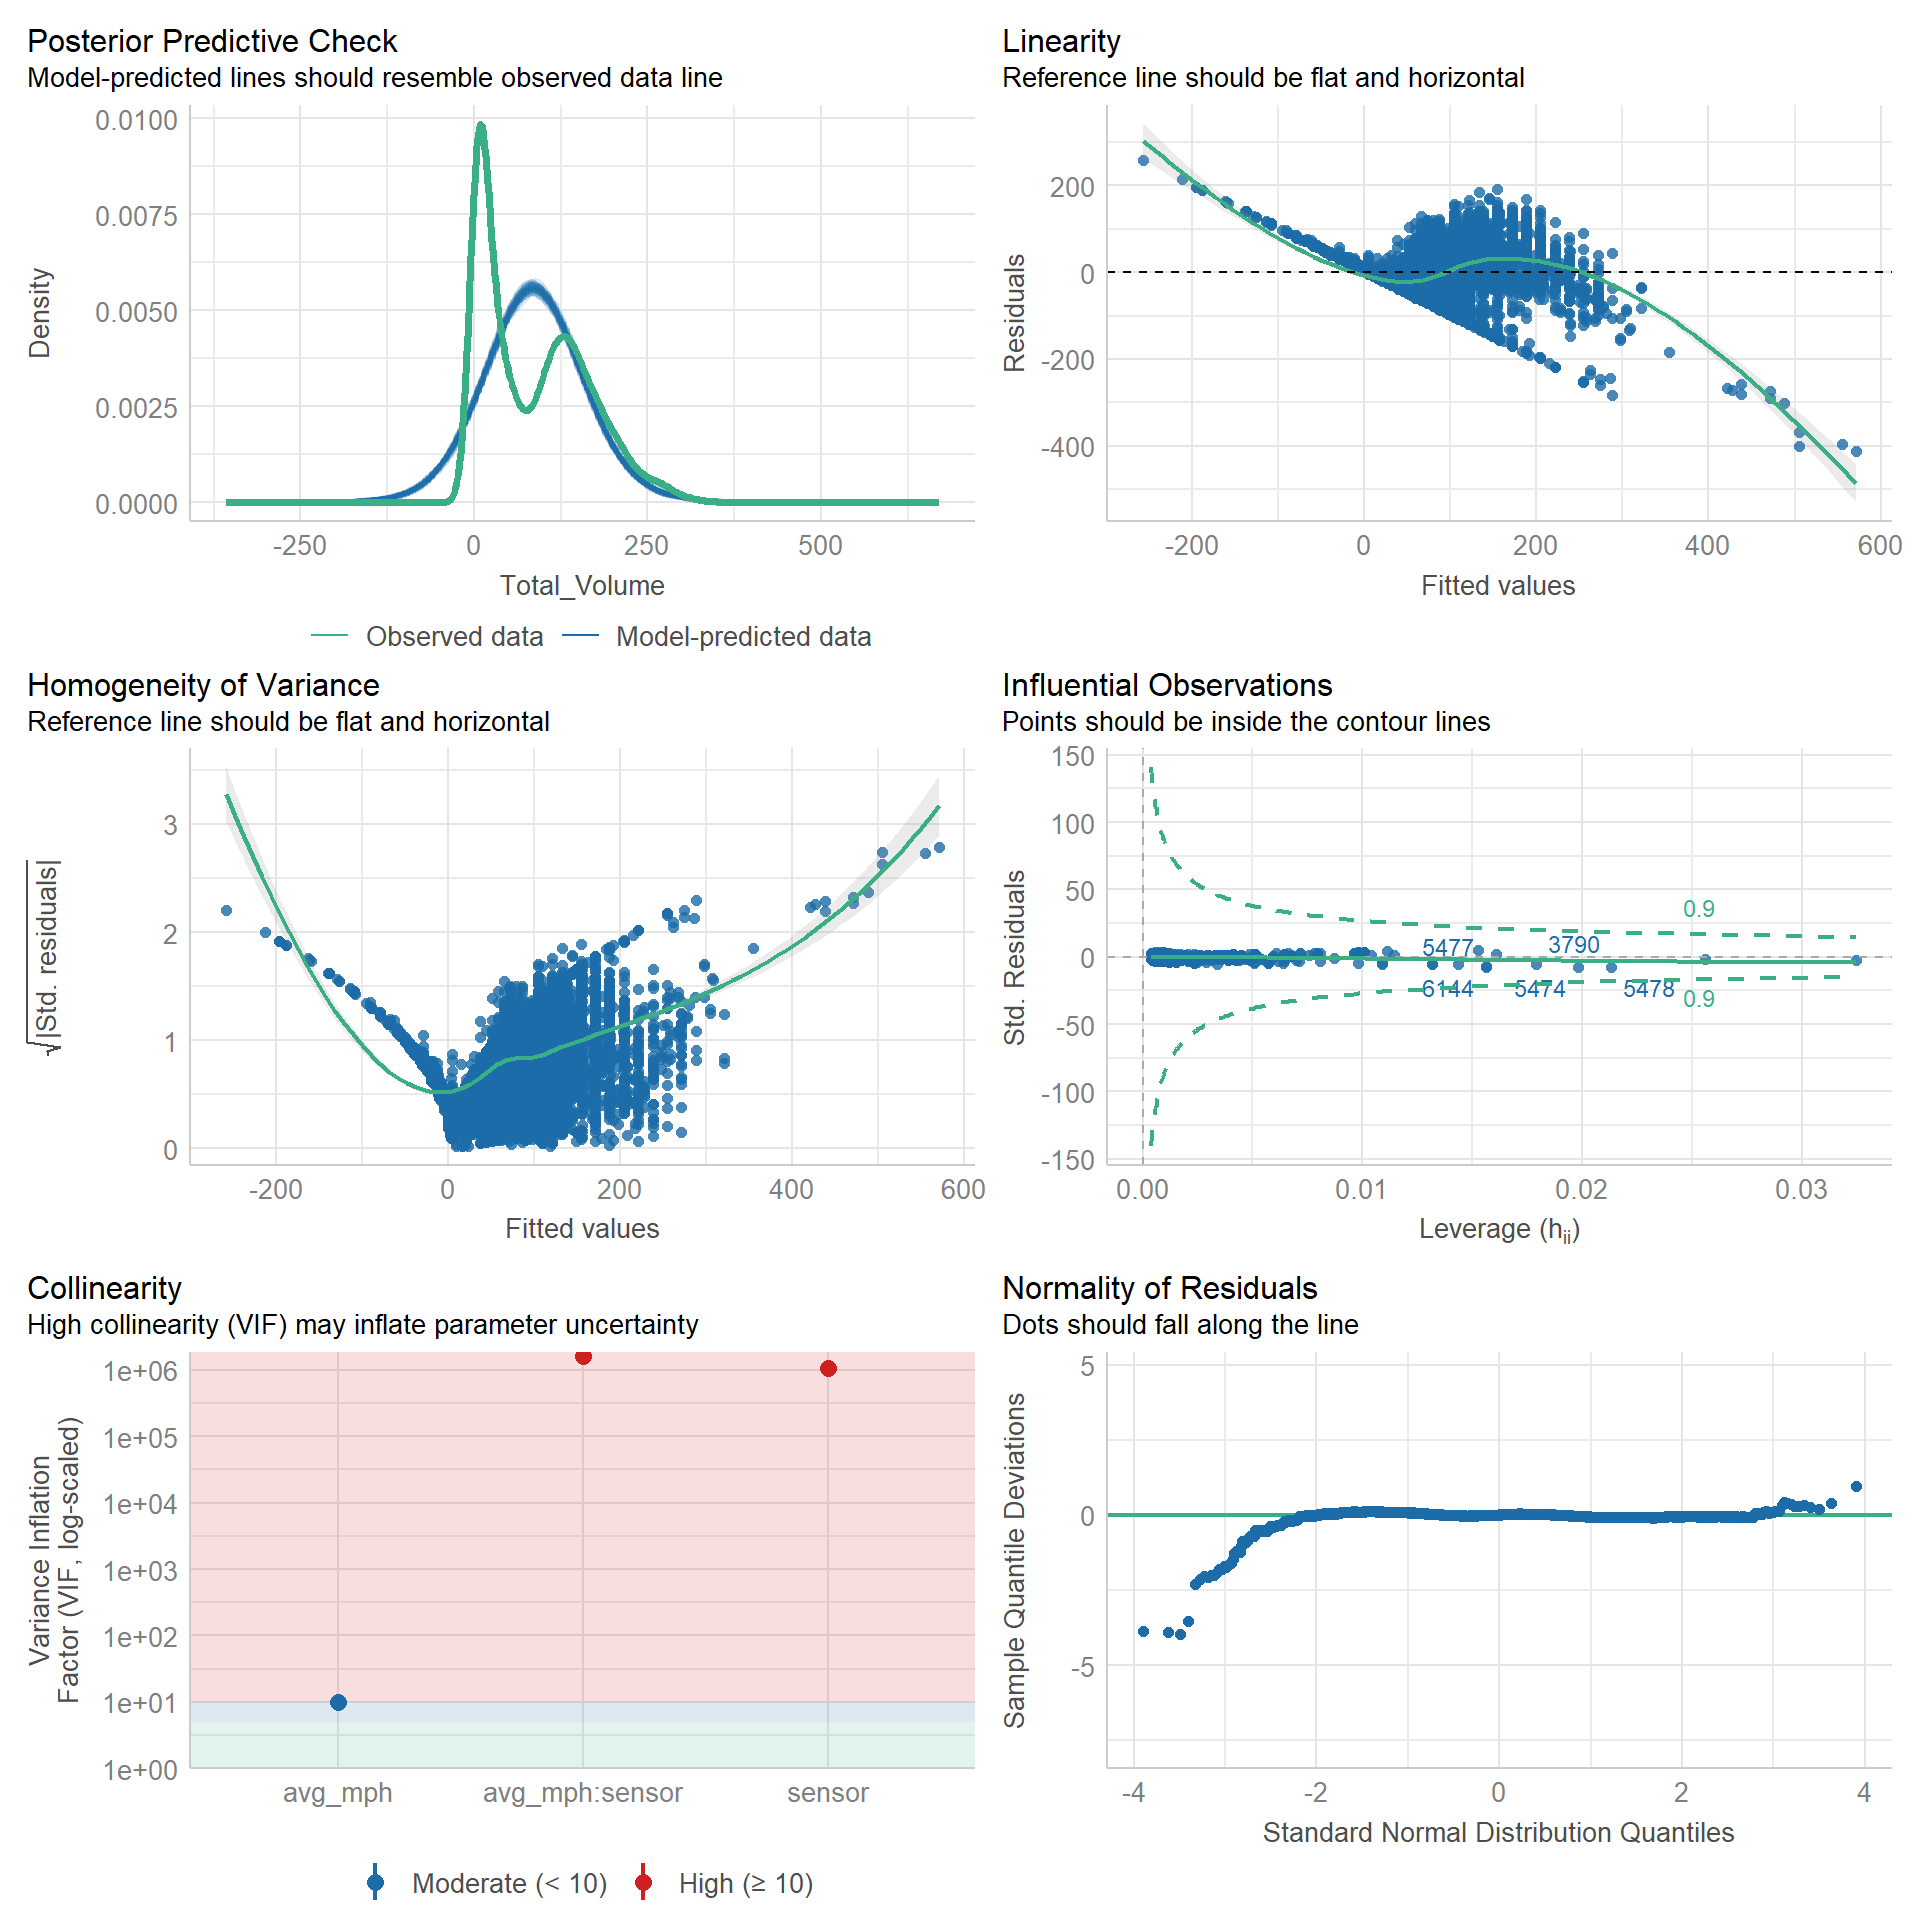 Posterior Predictive Check
Model-predicted lines should resemble observed data line
0.0100
0.0075
0.0050
0.0025
0.0000
Density
-250
0
250
500
Total_Volume
Observed data
Model-predicted data
Linearity
Reference line should be flat and horizontal
200
0
-200
-400
Residuals
-200
0
200
400
600
Fitted values
Homogeneity of Variance
Reference line should be flat and horizontal
3
2
1
0
√|Std. residuals|
-200
0
200
400
600
Fitted values
Influential Observations
Points should be inside the contour lines
150
100
50
0
-50
-100
-150
Std. Residuals
0.9
5477
3790
6144
5474
5478
0.9
0.00
0.01
0.02
0.03
Leverage (hii)
Collinearity
High collinearity (VIF) may inflate parameter uncertainty
1e+06
1e+05
1e+04
1e+03
1e+02
1e+01
1e+00
Variance Inflation
Factor (VIF, log-scaled)
avg_mph
avg_mph:sensor
sensor
Moderate (< 10)
High (≥ 10)
Normality of Residuals
Dots should fall along the line
5
0
-5
Sample Quantile Deviations
-4
-2
0
2
4
Standard Normal Distribution Quantiles